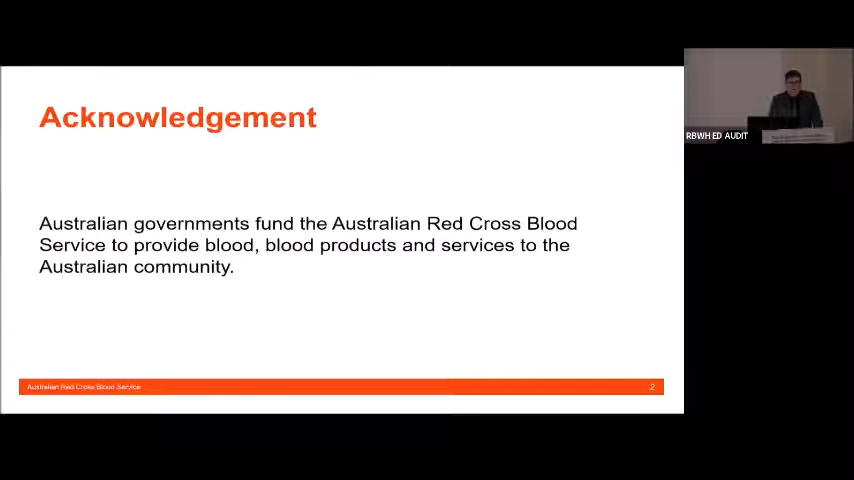 Acknowledgement
Australian governments fund the Australian Red Cross Blood
Service to provide blood, blood products and services to the
Australian community.
Australian Red Cross Blood Service
2
RBWH ED AUDIT